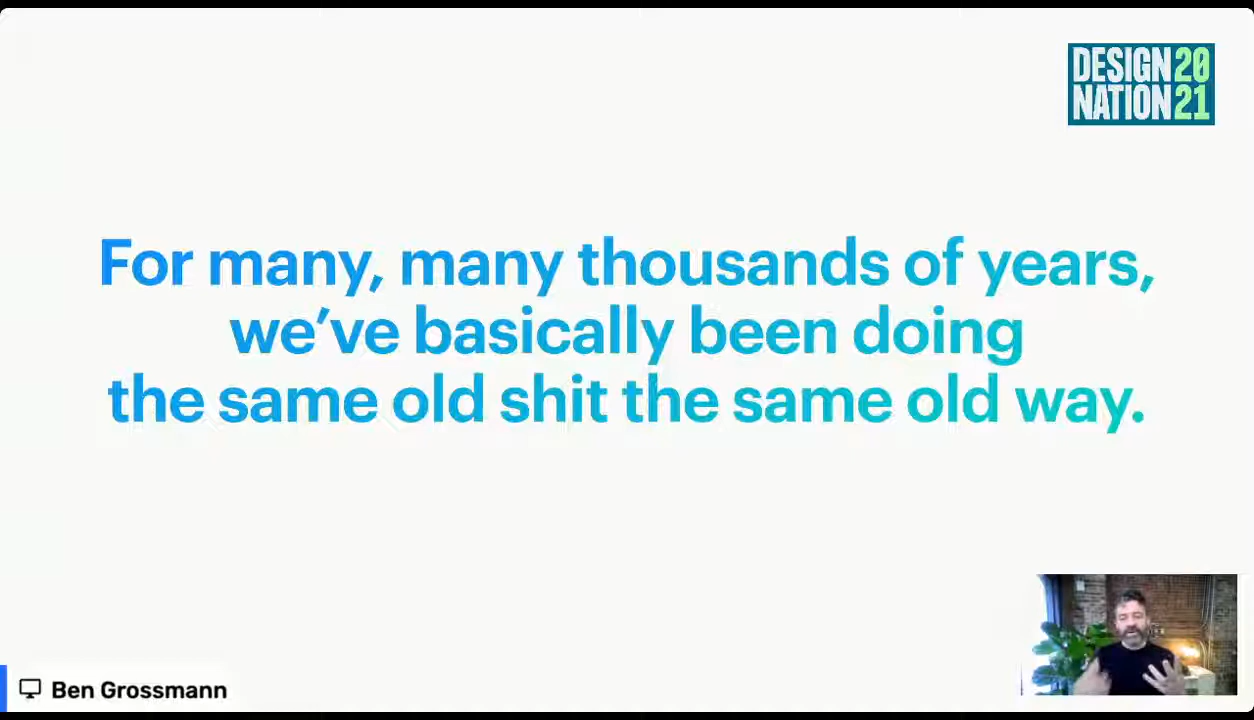 DESIGN 20
NATION 21
For many, many thousands of years,
we’ve basically been doing
the same old shit the same old way.
Ben Grossmann